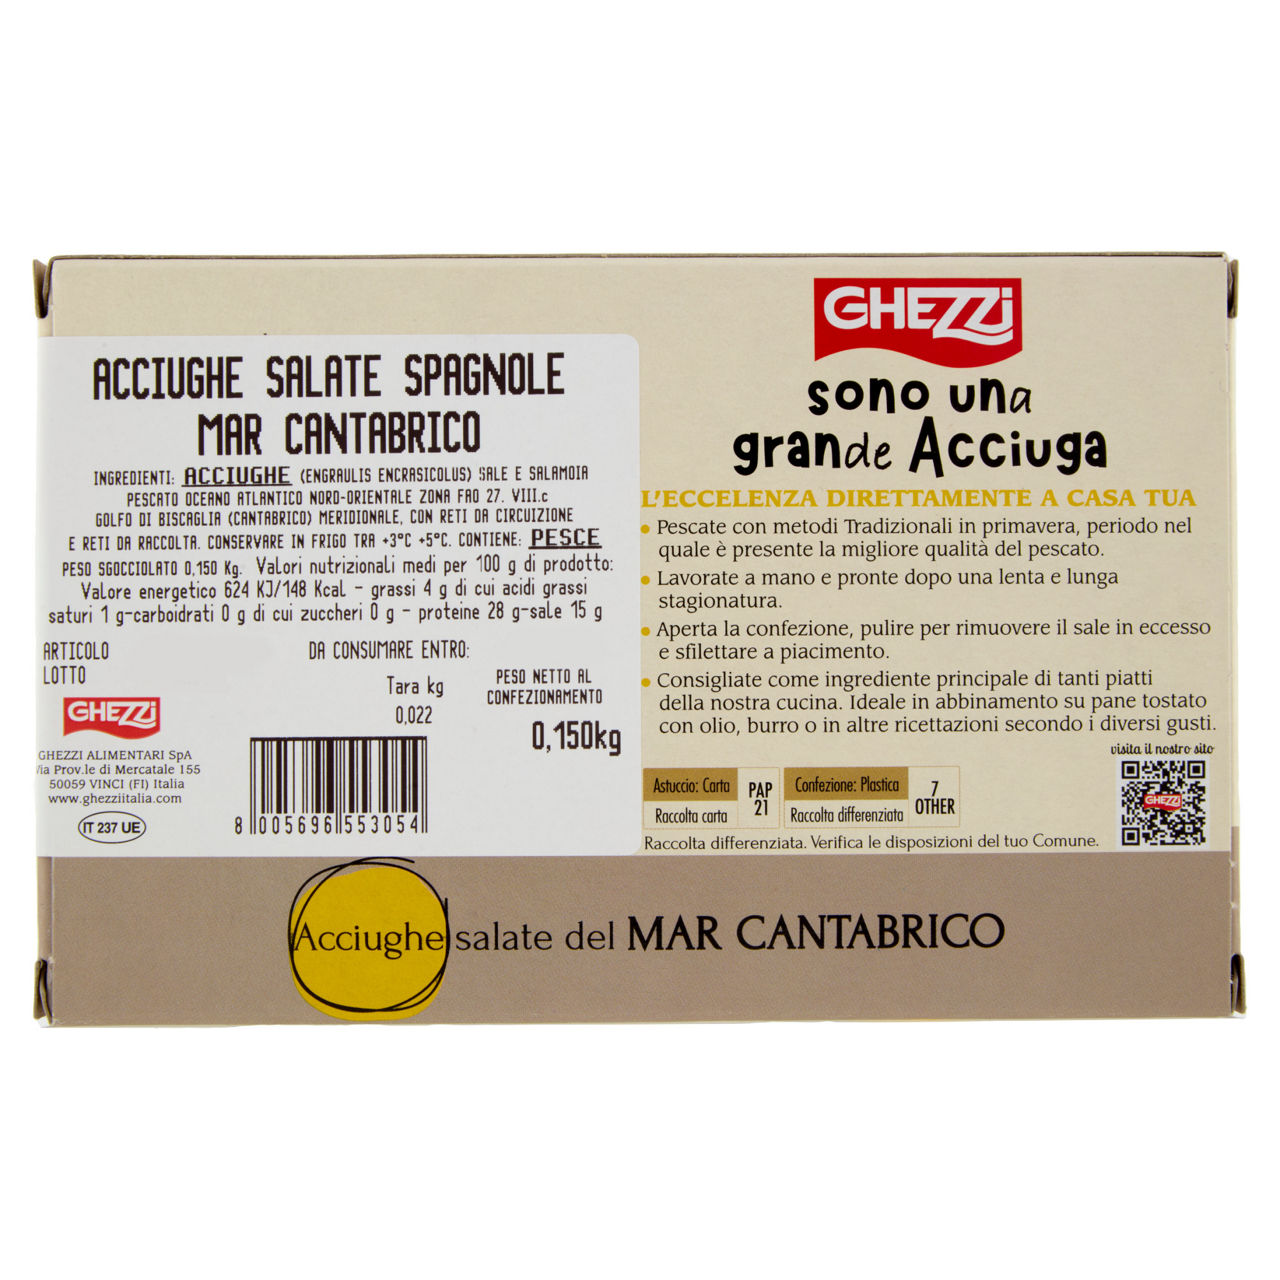 GHEZZi
sono una
grande Acciuga
L'ECCELENZA DIRETTAMENTE A CASA TUA
• Pescate con metodi Tradizionali in primavera, periodo nel
quale è presente la migliore qualità del pescato.
• Lavorate a mano e pronte dopo una lenta e lunga
stagionatura.
• Aperta la confezione, pulire per rimuovere il sale in eccesso
e sfilettare a piacimento.
• Consigliate come ingrediente principale di tanti piatti
della nostra cucina. Ideale in abbinamento su pane tostato
con olio, burro o in altre ricettazioni secondo i diversi gusti.
visita il nostro sito
GHEZZi
Astuccio: Carta
Raccolta carta
PAP
21
Confezione: Plastica
Raccolta differenziata
7
OTHER
Raccolta differenziata. Verifica le disposizioni del tuo Comune.
ACCIUGHE SALATE SPAGNOLE
MAR CANTABRICO
INGREDIENTI: ACCIUGHE (ENGRAULIS ENCRASICOLUS) SALE E SALAMOIA
PESCATO OCEANO ATLANTICO NORD-ORIENTALE ZONA FAO 27. VIII.c
GOLFO DI BISCAGLIA (CANTABRICO) MERIDIONALE, CON RETI DA CIRCUIZIONE
E RETI DA RACCOLTA. CONSERVARE IN FRIGO TRA +3°C +5°C. CONTIENE: PESCE
PESO SGOCCIOLATO 0,150 Kg. Valori nutrizionali medi per 100 g di prodotto:
Valore energetico 624 KJ/148 Kcal - grassi 4 g di cui acidi grassi
saturi 1 g-carboidrati 0 g di cui zuccheri 0 g - proteine 28 g-sale 15 g
ARTICOLO
LOTTO
DA CONSUMARE ENTRO:
Tara kg
0,022
PESO NETTO AL
CONFEZIONAMENTO
0,150kg
GHEZZi
GHEZZI ALIMENTARI SpA
Via Prov.le di Mercatale 155
50059 VINCI (FI) Italia
www.ghezziitalia.com
IT 237 UE
8 005696 553054
Acciughe salate del MAR CANTABRICO